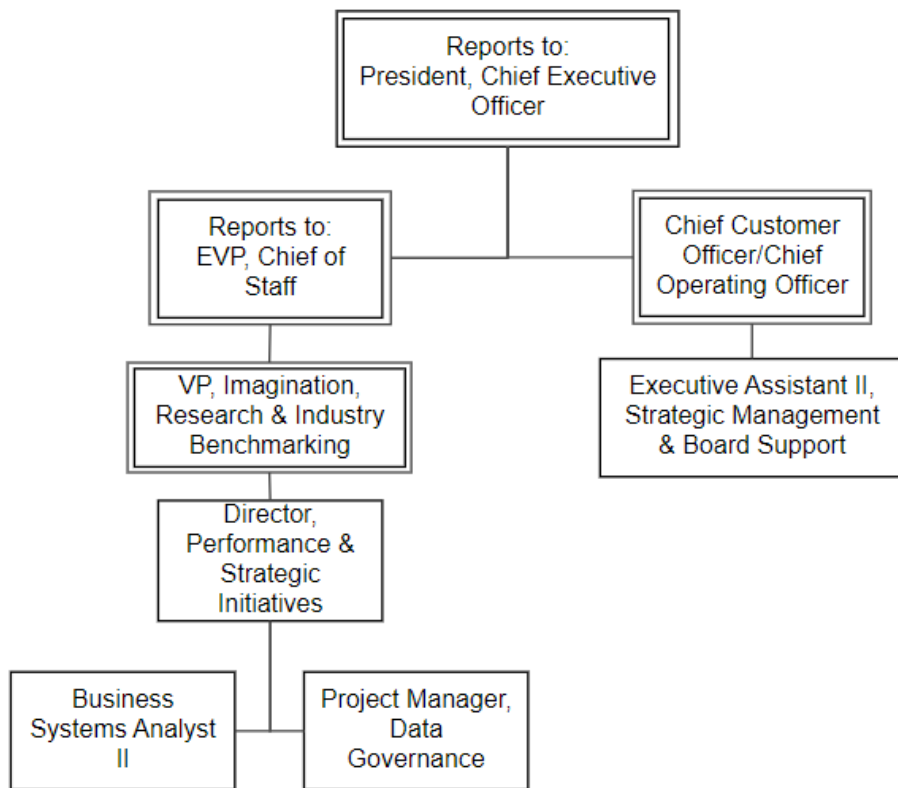 Reports to:
President, Chief Executive
Officer
Reports to:
EVP, Chief of
Staff
Chief Customer
Officer/Chief
Operating Officer
VP, Imagination,
Research & Industry
Benchmarking
Executive Assistant II,
Strategic Management
& Board Support
Director,
Performance &
Strategic
Initiatives
Business
Systems Analyst
II
Project Manager,
Data
Governance